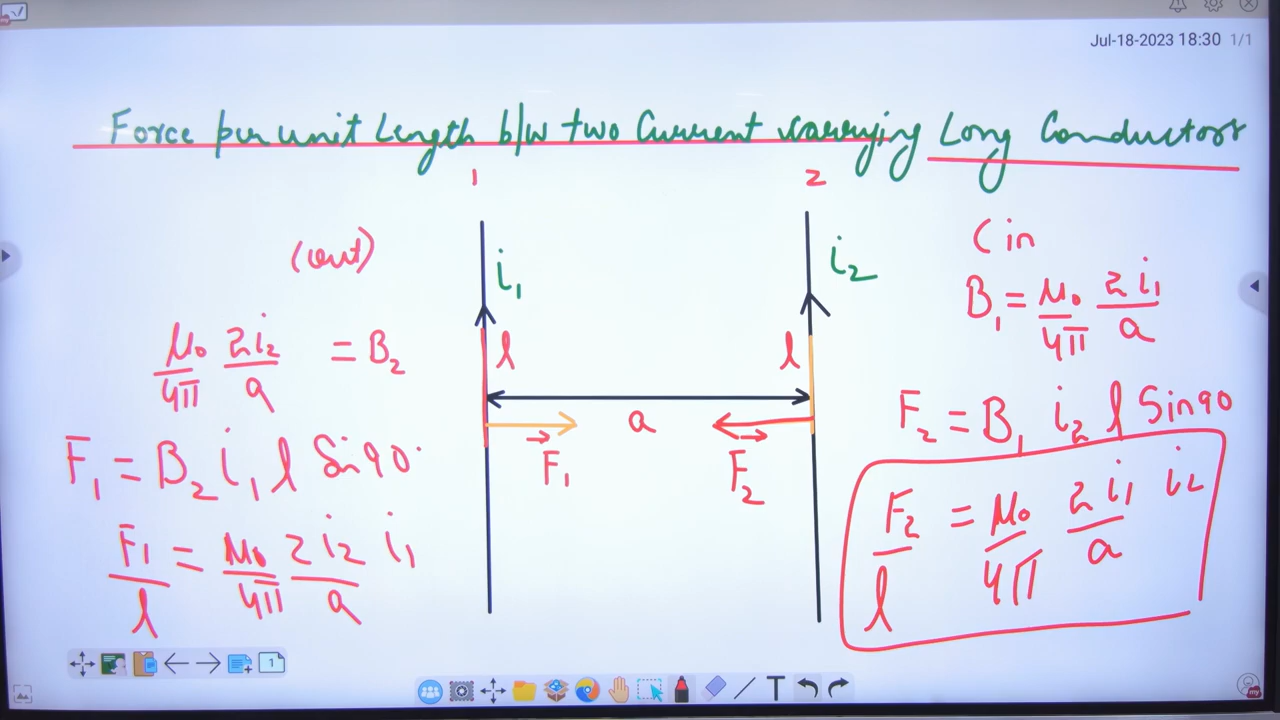 Jul-18-2023 18:30 1/1
Force per unit Length b/w two Current carrying Long Conductors
1
2
(out)
i₁
i₂
(in
μ₀/4π 2i₂/a = B₂
l
l
B₁ = μ₀/4π 2i₁/a
a
F₁ = B₂ i₁ l Sin90°
F₁
F₂
F₂ = B₁ i₂ l Sin90
F₁/l = μ₀/4π 2i₂/a i₁
F₂/l = μ₀/4π 2i₁/a i₂
1
T
my